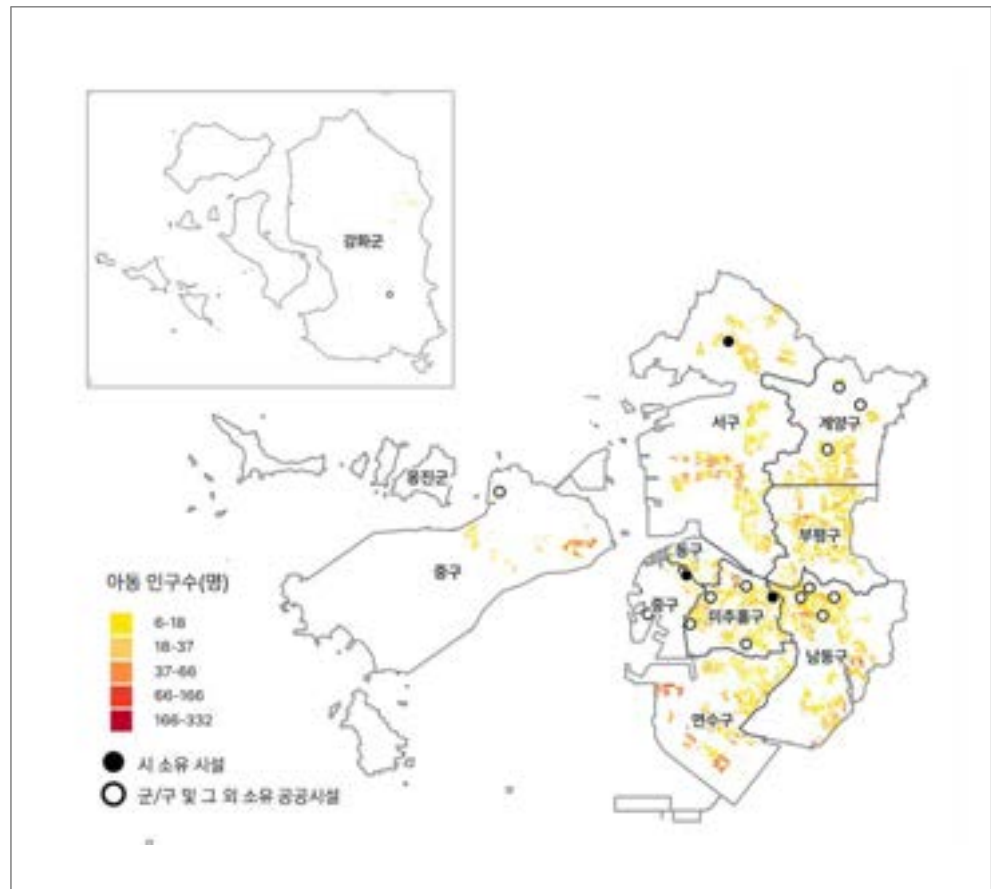 강화군
서구
계양구
옹진군
부평구
동구
중구
중구
미추홀구
남동구
연수구
아동 인구수(명)
6-18
18-37
37-66
66-166
166-332
시 소유 시설
군/구 및 그 외 소유 공공시설